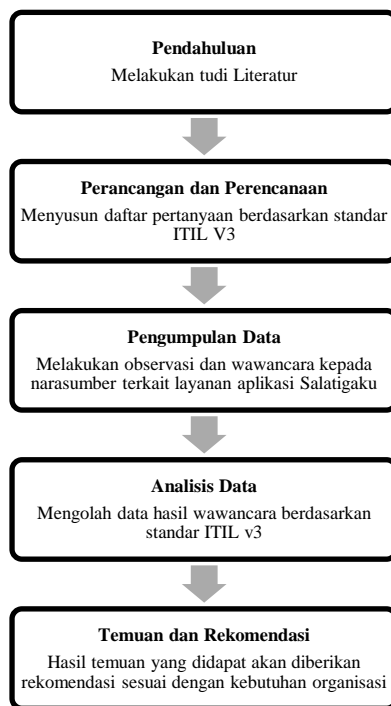 Pendahuluan
Melakukan tudi Literatur
Perancangan dan Perencanaan
Menyusun daftar pertanyaan berdasarkan standar
ITIL V3
Pengumpulan Data
Melakukan observasi dan wawancara kepada
narasumber terkait layanan aplikasi Salatigaku
Analisis Data
Mengolah data hasil wawancara berdasarkan
standar ITIL v3
Temuan dan Rekomendasi
Hasil temuan yang didapat akan diberikan
rekomendasi sesuai dengan kebutuhan organisasi